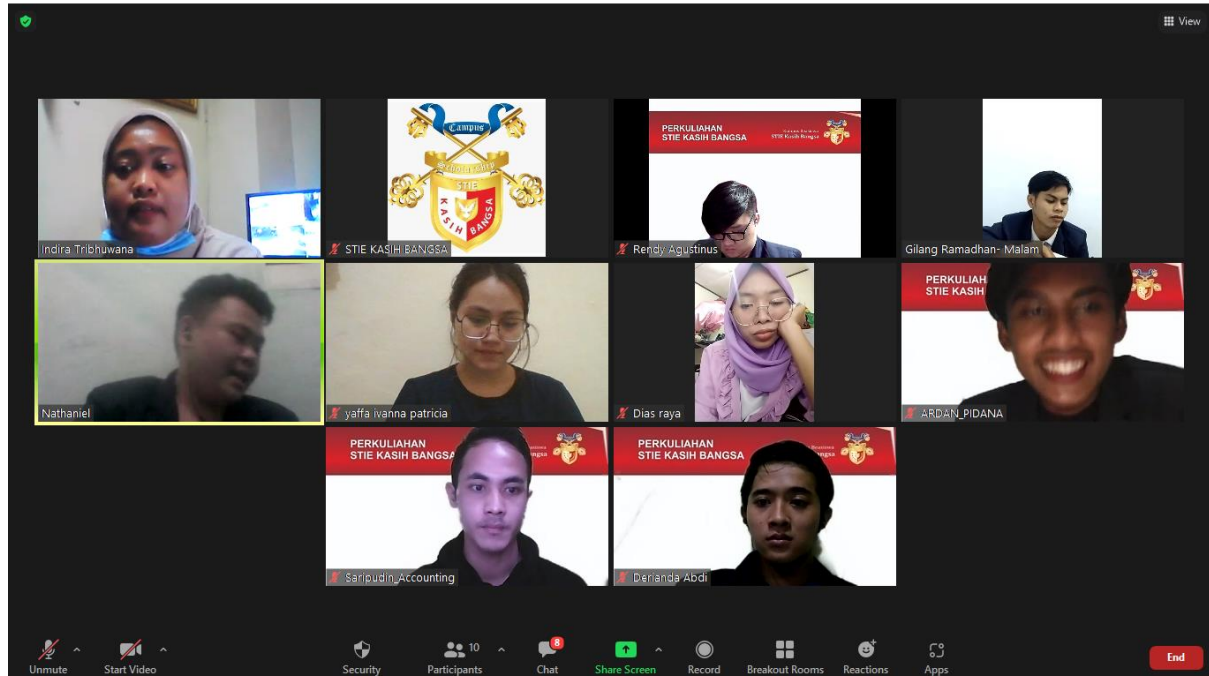 View
Indira Tribhuwana
Campus
Scholarship
STIE
KASIH BANGSA
STIE KASIH BANGSA
PERKULIAHAN
STIE KASIH BANGSA
Rendy Agustinus
Gilang Ramadhan- Malam
Nathaniel
yaffa ivanna patricia
Dias raya
PERKULIAH
STIE KASIH
ARDAN_PIDANA
PERKULIAHAN
STIE KASIH BANGSA
Saripudin_Accounting
PERKULIAHAN
STIE KASIH BANGSA
Derianda Abdi
Unmute
Start Video
Security
10
Participants
8
Chat
Share Screen
Record
Breakout Rooms
Reactions
Apps
End